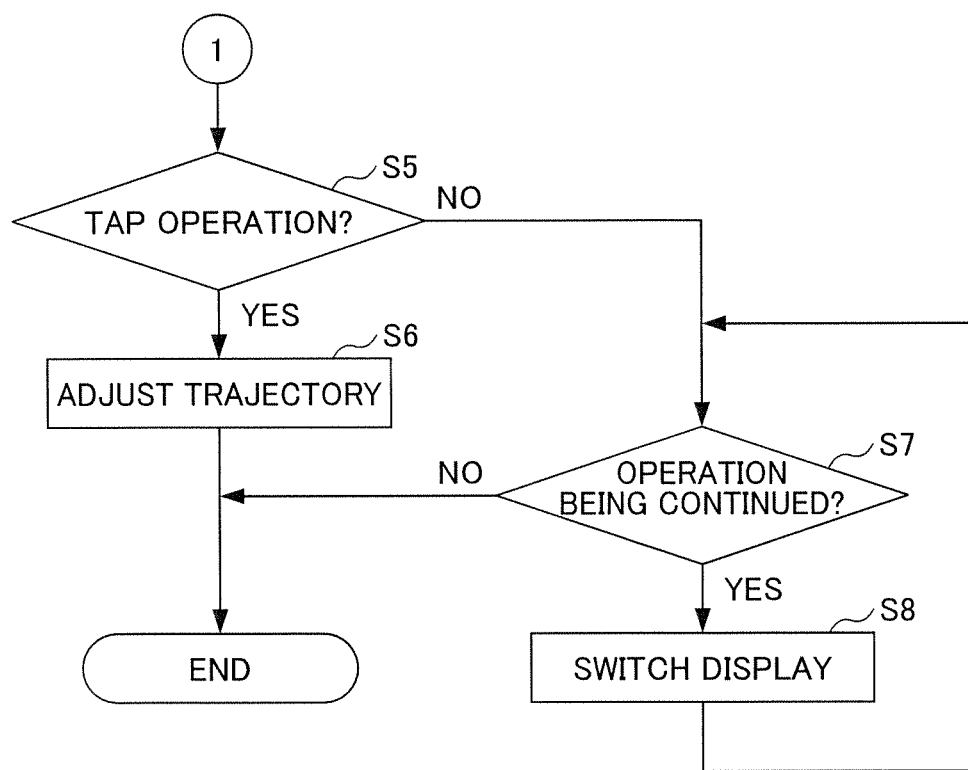 1
S5
TAP OPERATION?
NO
YES
S6
ADJUST TRAJECTORY
S7
OPERATION
BEING CONTINUED?
NO
YES
S8
SWITCH DISPLAY
END